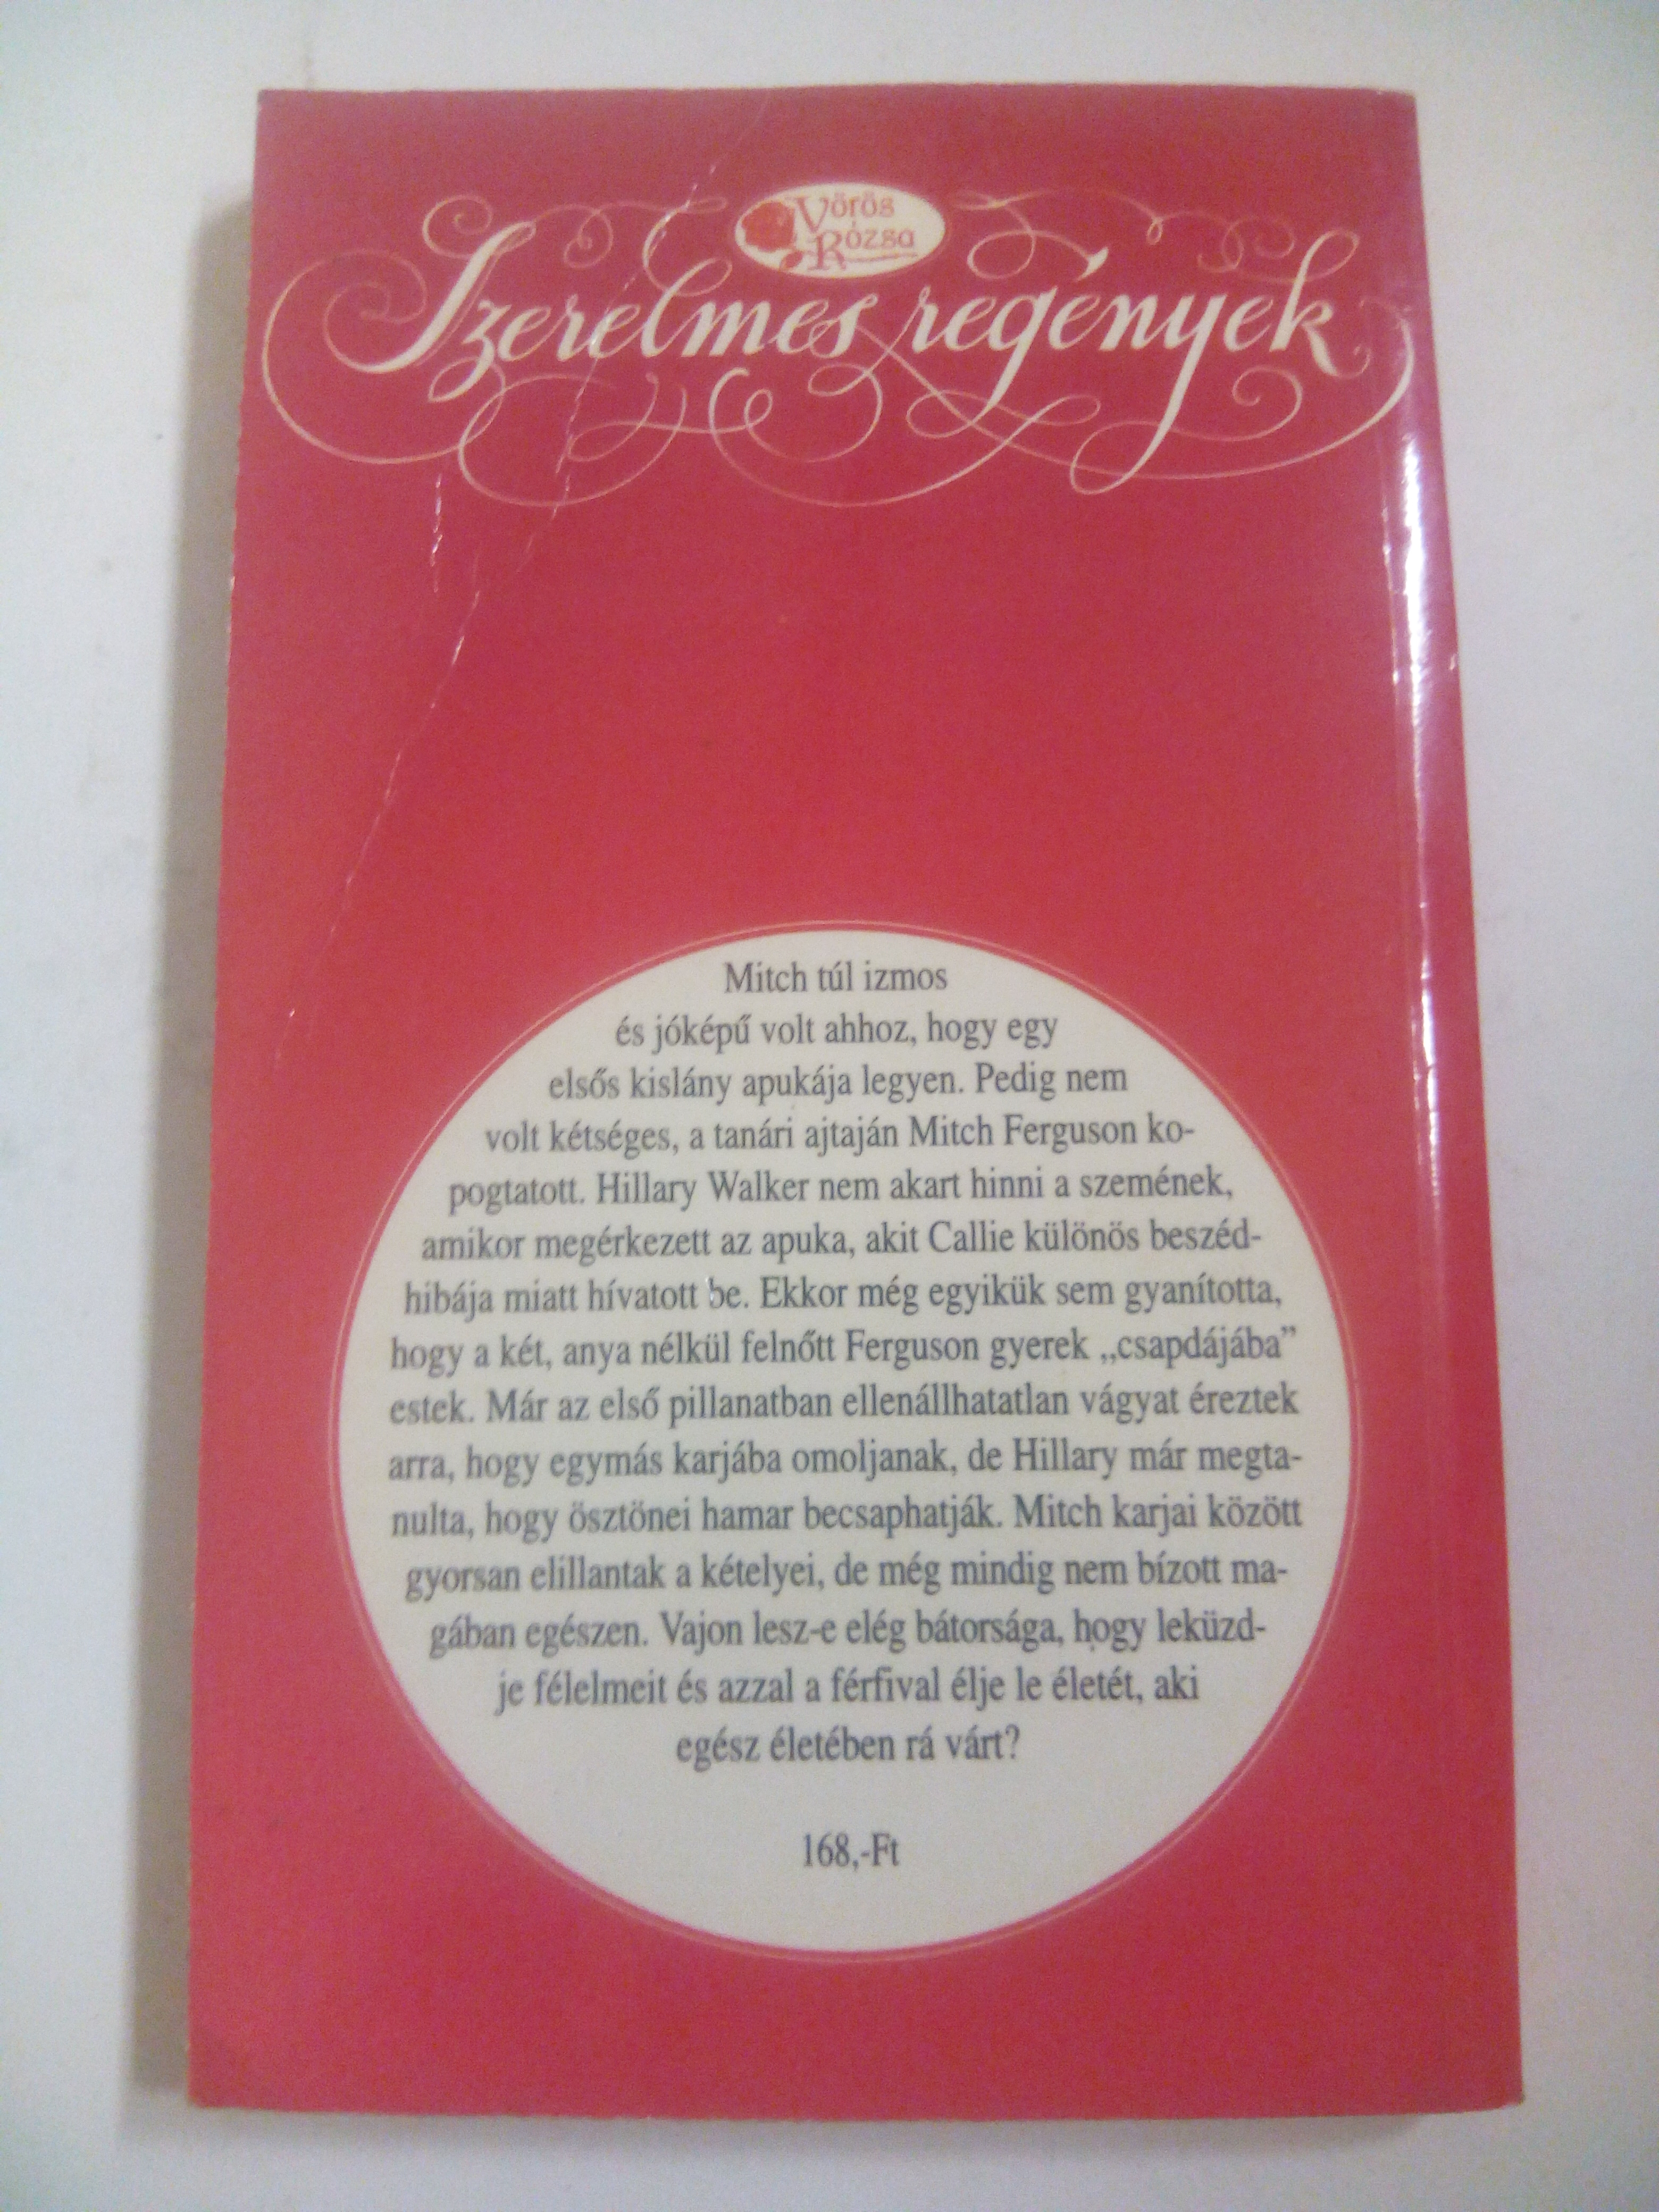 Vörös
Rózsa
Szerelmes regények
Mitch túl izmos
és jóképű volt ahhoz, hogy egy
elsős kislány apukája legyen. Pedig nem
volt kétséges, a tanári ajtaján Mitch Ferguson ko-
pogtatott. Hillary Walker nem akart hinni a szemének,
amikor megérkezett az apuka, akit Callie különös beszéd-
hibája miatt hívatott be. Ekkor még egyikük sem gyanította,
hogy a két, anya nélkül felnőtt Ferguson gyerek „csapdájába”
estek. Már az első pillanatban ellenállhatatlan vágyat éreztek
arra, hogy egymás karjába omoljanak, de Hillary már megta-
nulta, hogy ösztönei hamar becsaphatják. Mitch karjai között
gyorsan elillantak a kételyei, de még mindig nem bízott ma-
gában egészen. Vajon lesz-e elég bátorsága, hogy leküzd-
je félelmeit és azzal a férfival élje le életét, aki
egész életében rá várt?
168,-Ft